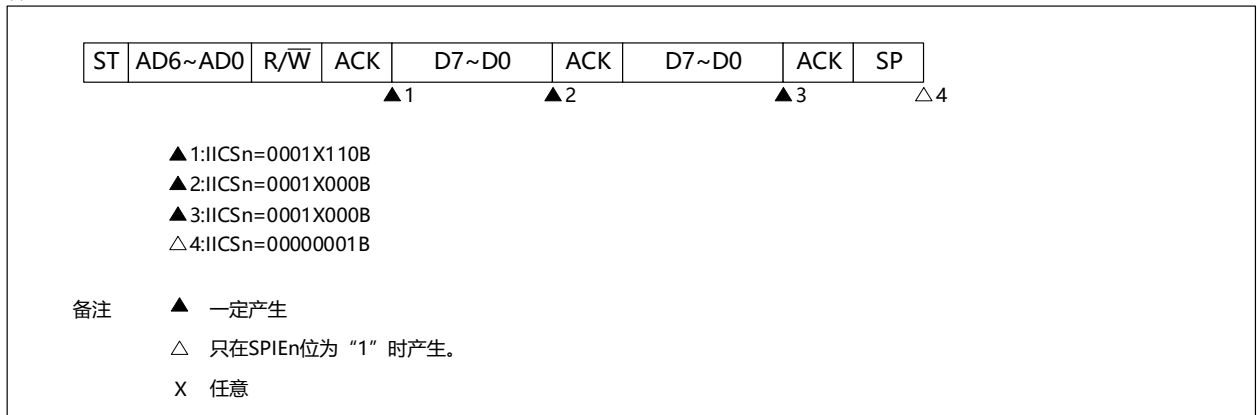 ST AD6~AD0 R/W̅ ACK D7~D0 ACK D7~D0 ACK SP
▲1 ▲2 ▲3 △4
▲1:IICSn=0001X110B
▲2:IICSn=0001X000B
▲3:IICSn=0001X000B
△4:IICSn=00000001B
备注 ▲ 一定产生
△ 只在SPIEn位为“1”时产生。
X 任意